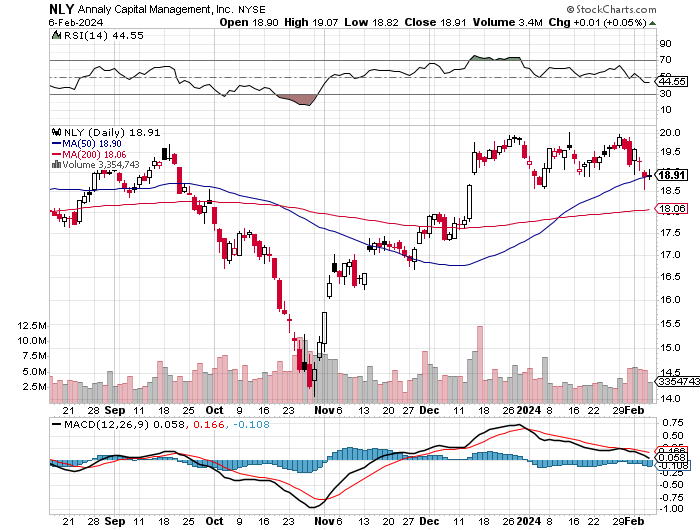 NLY Annaly Capital Management, Inc. NYSE
© StockCharts.com
6-Feb-2024
Open 18.90 High 19.07 Low 18.82 Close 18.91 Volume 3.4M Chg +0.01 (+0.05%)
RSI(14) 44.55
90
70
50
44.55
30
10
NLY (Daily) 18.91
MA(50) 18.90
MA(200) 18.06
Volume 3,354,743
20.0
19.5
19.0
18.91
18.5
18.06
18.0
17.5
17.0
16.5
16.0
15.5
15.0
14.5
14.0
12.5M
10.0M
7.5M
5.0M
2.5M
3354743
21 28 Sep 11 18 25 Oct 9 16 23 Nov 6 13 20 27 Dec 11 18 26 2024 8 16 22 29 Feb
MACD(12,26,9) 0.058, 0.166, -0.108
0.75
0.50
0.25
0.166
0.058
-0.108
-0.25
-0.50
-0.75
-1.00
21 28 Sep 11 18 25 Oct 9 16 23 Nov 6 13 20 27 Dec 11 18 26 2024 8 16 22 29 Feb